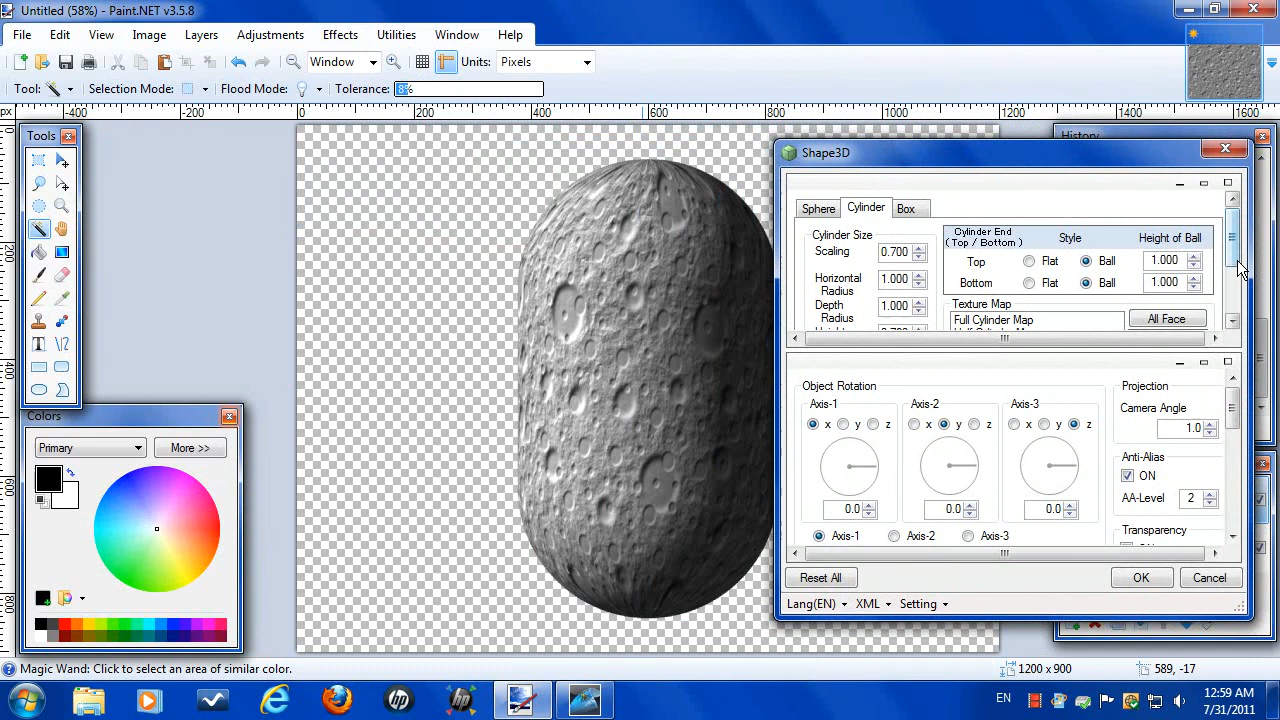 Untitled (58%) - Paint.NET v3.5.8
File Edit View Image Layers Adjustments Effects Utilities Window Help
Window Units: Pixels
Tool: Selection Mode: Flood Mode: Tolerance: 8%
px -400 -200 0 200 400 600 800 1000 1200 1400 1600
Tools
History
Shape3D
Sphere Cylinder Box
Cylinder Size
Scaling 0.700
Horizontal Radius 1.000
Depth Radius 1.000
Cylinder End (Top / Bottom) Style Height of Ball
Top Flat Ball 1.000
Bottom Flat Ball 1.000
Texture Map
Full Cylinder Map All Face
Object Rotation
Axis-1 Axis-2 Axis-3
x y z x y z x y z
0.0 0.0 0.0
Axis-1 Axis-2 Axis-3
Projection
Camera Angle
1.0
Anti-Alias
ON
AA-Level 2
Transparency
Reset All OK Cancel
Lang(EN) XML Setting
0
200
400
600
800
Colors
Primary More >>
Magic Wand: Click to select an area of similar color. 1200 x 900 589, -17
EN 12:59 AM
7/31/2011